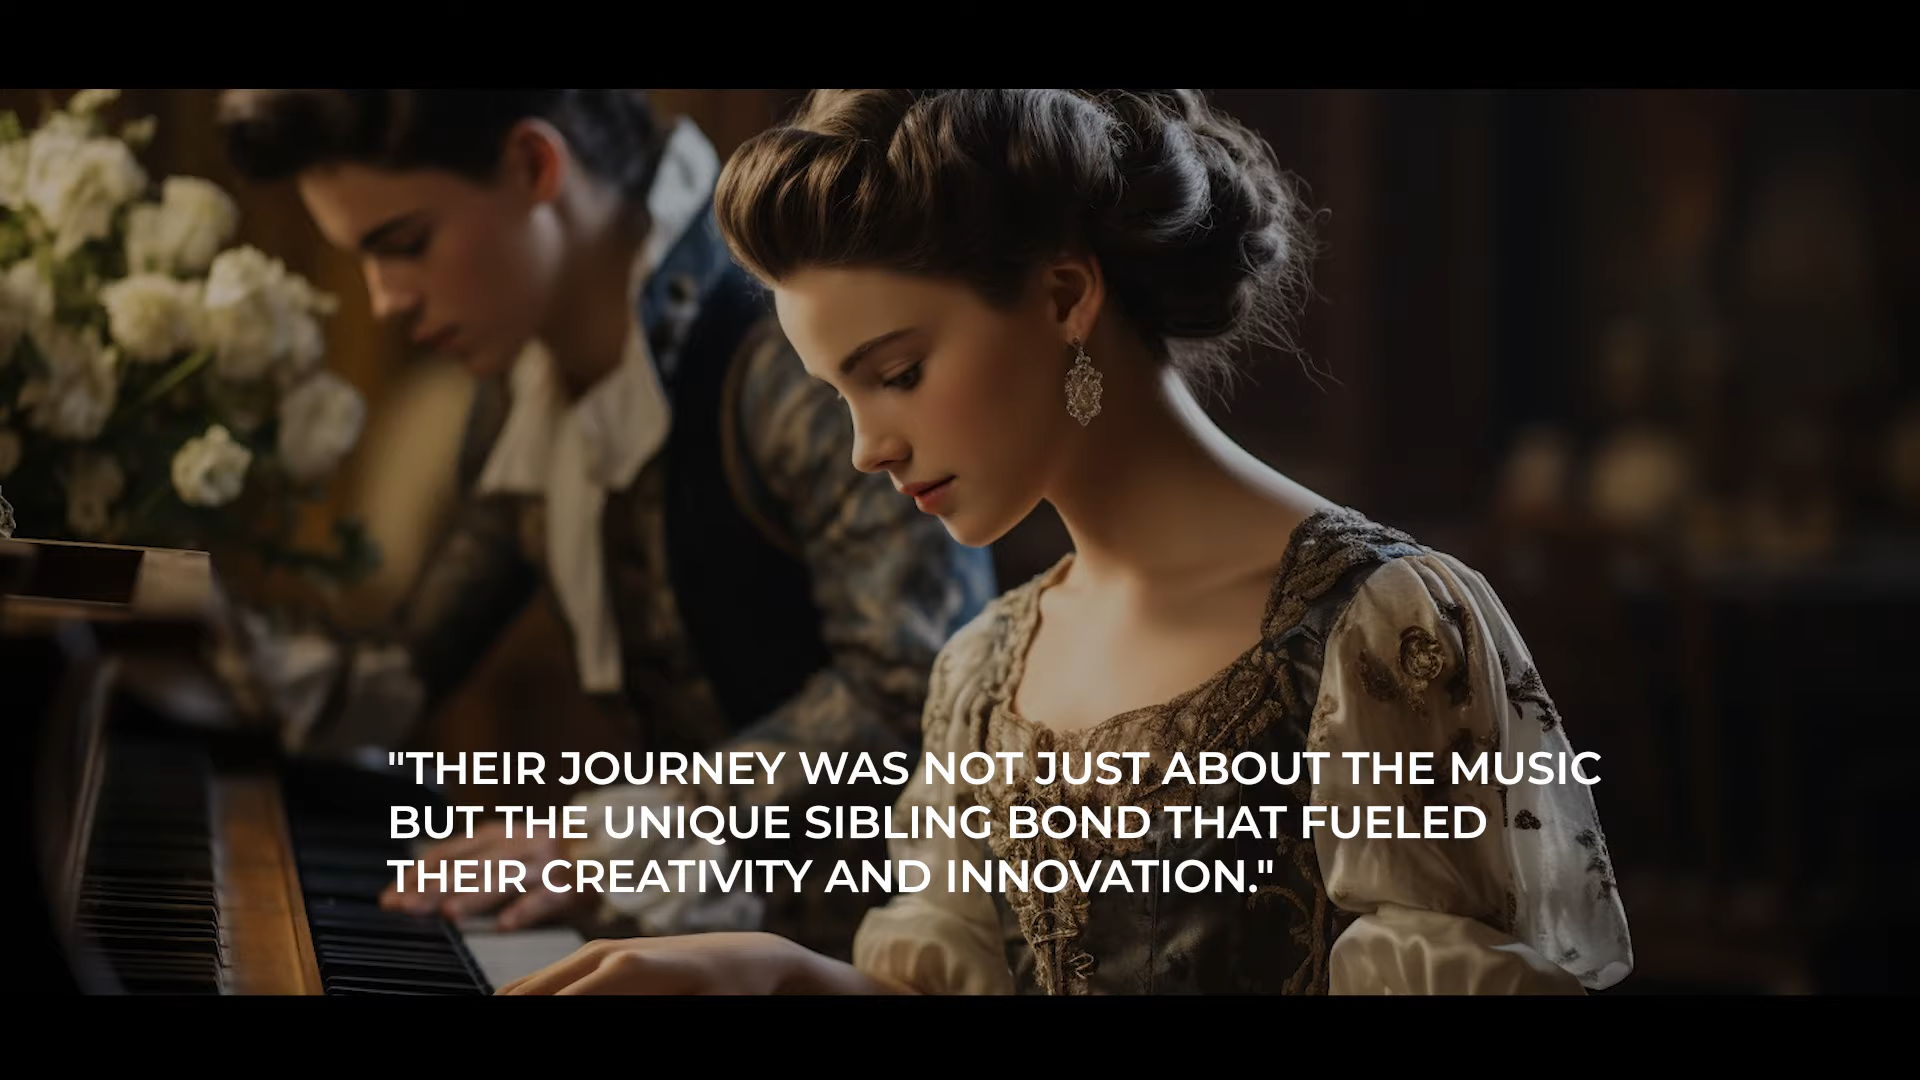 "THEIR JOURNEY WAS NOT JUST ABOUT THE MUSIC
BUT THE UNIQUE SIBLING BOND THAT FUELED
THEIR CREATIVITY AND INNOVATION."